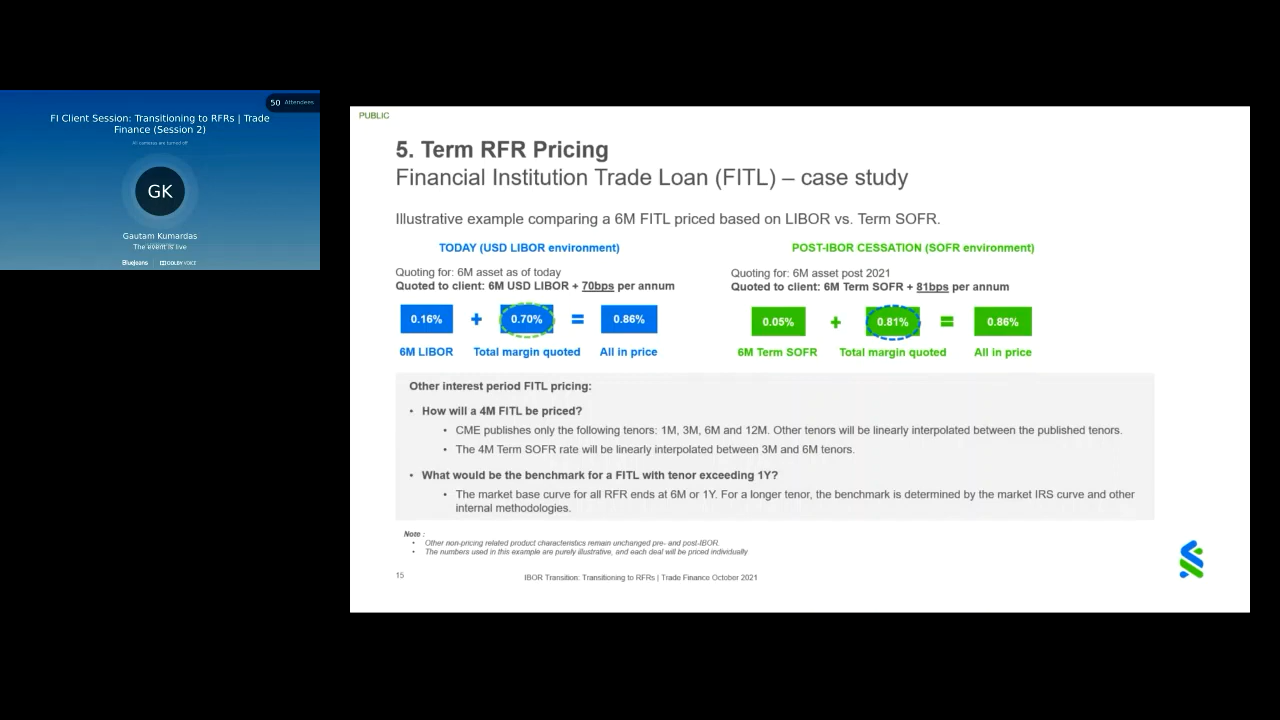 50 Attendees
FI Client Session: Transitioning to RFRs | Trade
Finance (Session 2)
All cameras are turned off
GK
Gautam Kumardas
The event is live
BlueJeans DOLBY VOICE
PUBLIC
5. Term RFR Pricing
Financial Institution Trade Loan (FITL) – case study
Illustrative example comparing a 6M FITL priced based on LIBOR vs. Term SOFR.
TODAY (USD LIBOR environment)
Quoting for: 6M asset as of today
Quoted to client: 6M USD LIBOR + 70bps per annum
0.16% + 0.70% = 0.86%
6M LIBOR Total margin quoted All in price
POST-IBOR CESSATION (SOFR environment)
Quoting for: 6M asset post 2021
Quoted to client: 6M Term SOFR + 81bps per annum
0.05% + 0.81% = 0.86%
6M Term SOFR Total margin quoted All in price
Other interest period FITL pricing:
• How will a 4M FITL be priced?
• CME publishes only the following tenors: 1M, 3M, 6M and 12M. Other tenors will be linearly interpolated between the published tenors.
• The 4M Term SOFR rate will be linearly interpolated between 3M and 6M tenors.
• What would be the benchmark for a FITL with tenor exceeding 1Y?
• The market base curve for all RFR ends at 6M or 1Y. For a longer tenor, the benchmark is determined by the market IRS curve and other
internal methodologies.
Note :
• Other non-pricing related product characteristics remain unchanged pre- and post-IBOR.
• The numbers used in this example are purely illustrative, and each deal will be priced individually
15
IBOR Transition: Transitioning to RFRs | Trade Finance October 2021